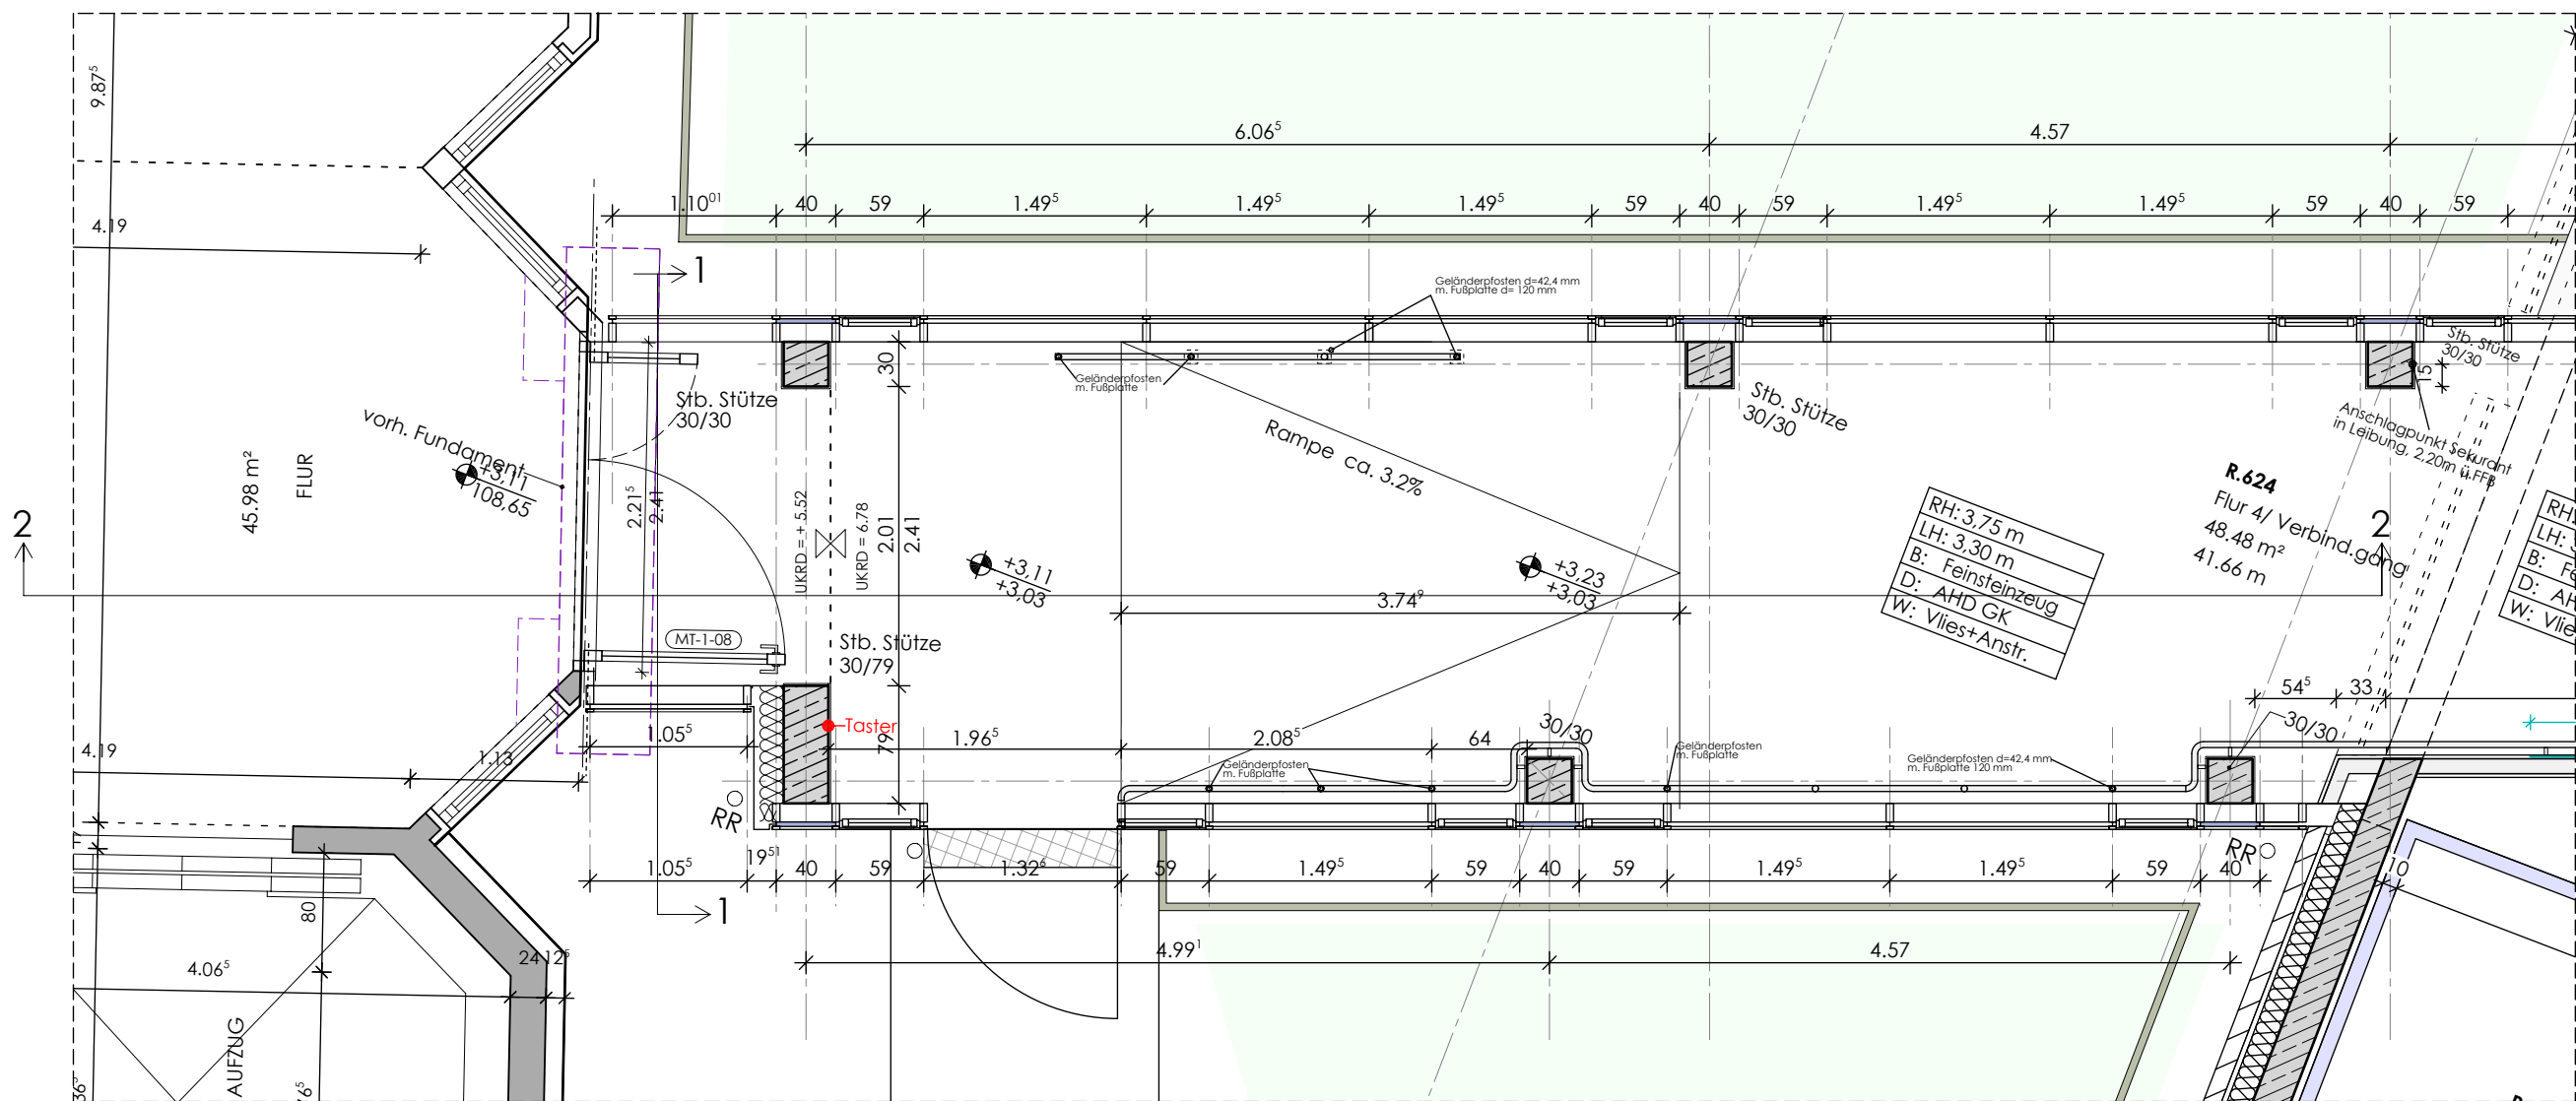 9.87⁵
6.06⁵
4.57
4.19
1.10⁰¹
40
59
1.49⁵
1.49⁵
1.49⁵
59
40
59
1.49⁵
1.49⁵
59
40
59
1
Geländerpfosten d=42,4 mm
m. Fußplatte d= 120 mm
Geländerpfosten
m. Fußplatte
30
Stb. Stütze
30/30
Stb. Stütze
30/30
Stb. Stütze
30/30
15
Anschlagpunkt Sekurant
in Leibung, 2,20m ü.FFB
vorh. Fundament
+3,11
108,65
45.98 m²
FLUR
2.21⁵
2.41
UKRD = + 5.52
UKRD = 6.78
2.01
2.41
Rampe ca. 3.2%
R.624
Flur 4/ Verbind.gang
48.48 m²
41.66 m
2
2
RH: 3,75 m
LH: 3,30 m
B: Feinsteinzeug
D: AHD GK
W: Vlies+Anstr.
RH
LH:
B:
D:
W:
+3,11
+3,03
+3,23
+3,03
3.74⁹
MT-1-08
Stb. Stütze
30/79
54⁵
33
Taster
79
1.05⁵
1.96⁵
2.08⁵
64
30/30
30/30
Geländerpfosten
m. Fußplatte
Geländerpfosten
m. Fußplatte
Geländerpfosten d=42,4 mm
m. Fußplatte 120 mm
4.19
1.13
RR
RR
1.05⁵
19⁵¹
40
59
1.32⁶
59
1.49⁵
59
40
59
1.49⁵
1.49⁵
59
40
10
80
1
4.99¹
4.57
4.06⁵
24
12⁵
AUFZUG